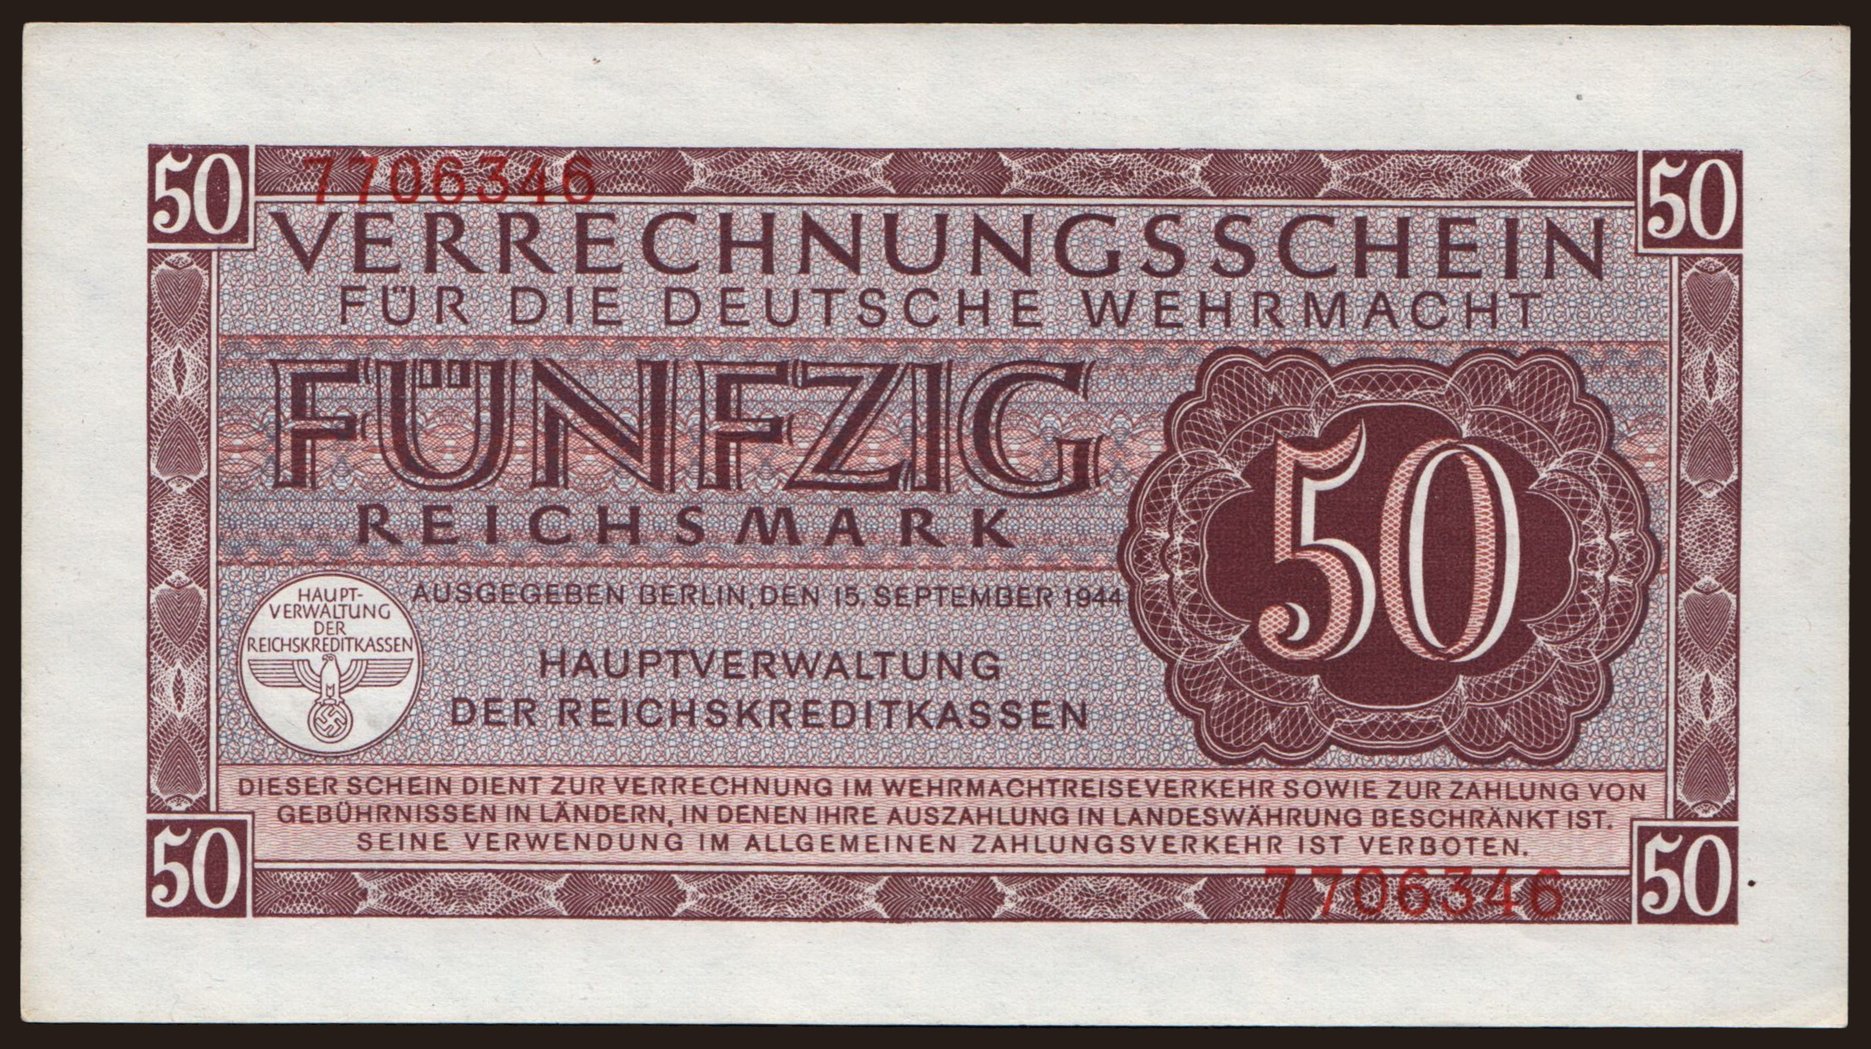 50
7706346
50
VERRECHNUNGSSCHEIN
FÜR DIE DEUTSCHE WEHRMACHT
FÜNFZIG
REICHSMARK
50
HAUPT-
VERWALTUNG
DER
REICHSKREDITKASSEN
AUSGEGEBEN BERLIN, DEN 15. SEPTEMBER 1944
HAUPTVERWALTUNG
DER REICHSKREDITKASSEN
DIESER SCHEIN DIENT ZUR VERRECHNUNG IM WEHRMACHTREISEVERKEHR SOWIE ZUR ZAHLUNG VON
GEBÜHRNISSEN IN LÄNDERN, IN DENEN IHRE AUSZAHLUNG IN LANDESWÄHRUNG BESCHRÄNKT IST.
SEINE VERWENDUNG IM ALLGEMEINEN ZAHLUNGSVERKEHR IST VERBOTEN.
50
7706346
50